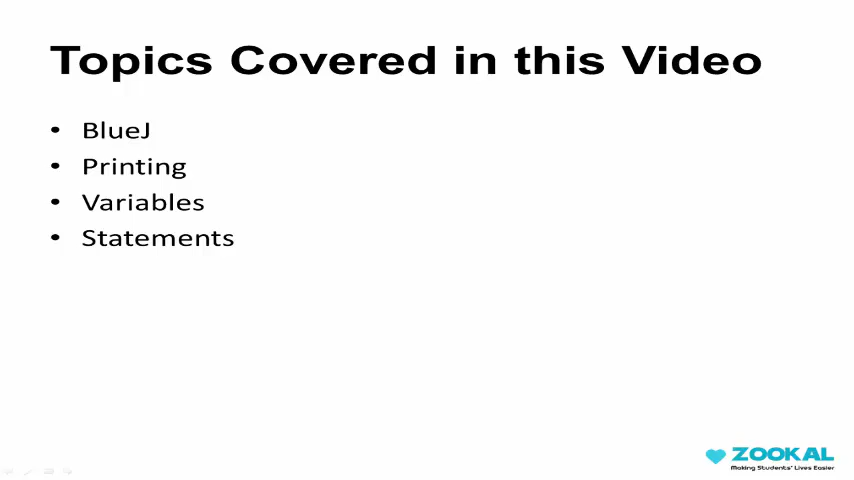 Topics Covered in this Video
• BlueJ
• Printing
• Variables
• Statements
ZOOKAL
Making Students' Lives Easier